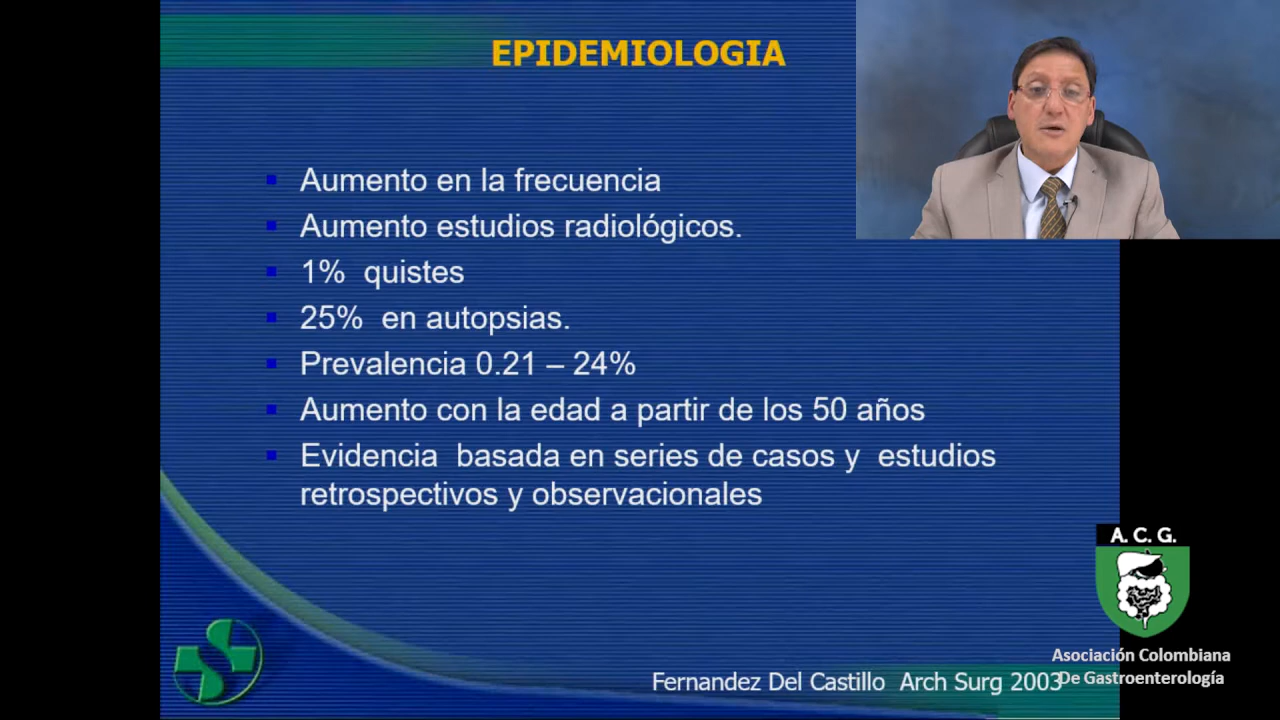 EPIDEMIOLOGIA
Aumento en la frecuencia
Aumento estudios radiológicos.
1% quistes
25% en autopsias.
Prevalencia 0.21 – 24%
Aumento con la edad a partir de los 50 años
Evidencia basada en series de casos y estudios
retrospectivos y observacionales
A. C. G.
Asociación Colombiana
De Gastroenterología
Fernandez Del Castillo Arch Surg 2003